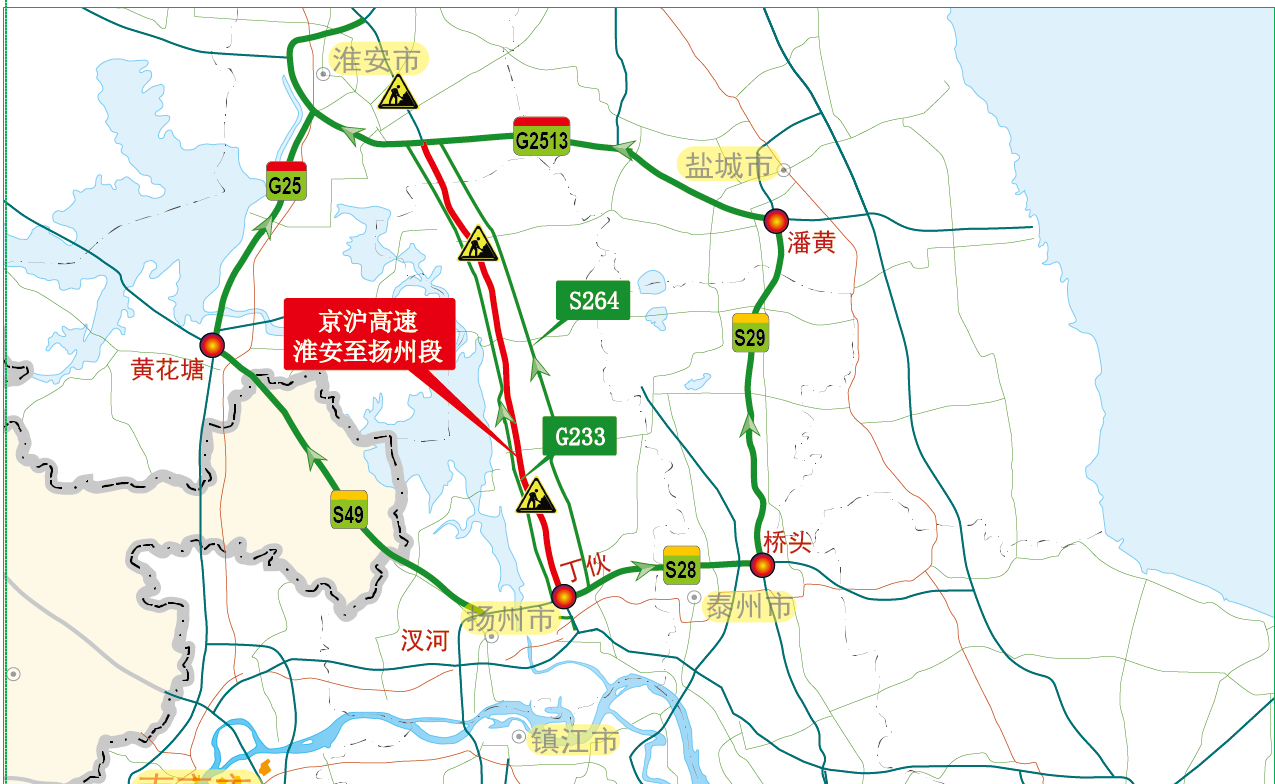 淮安市
G2513
盐城市
G25
潘黄
S264
京沪高速
淮安至扬州段
S29
黄花塘
G233
S49
丁伙
桥头
S28
扬州市
泰州市
汊河
镇江市